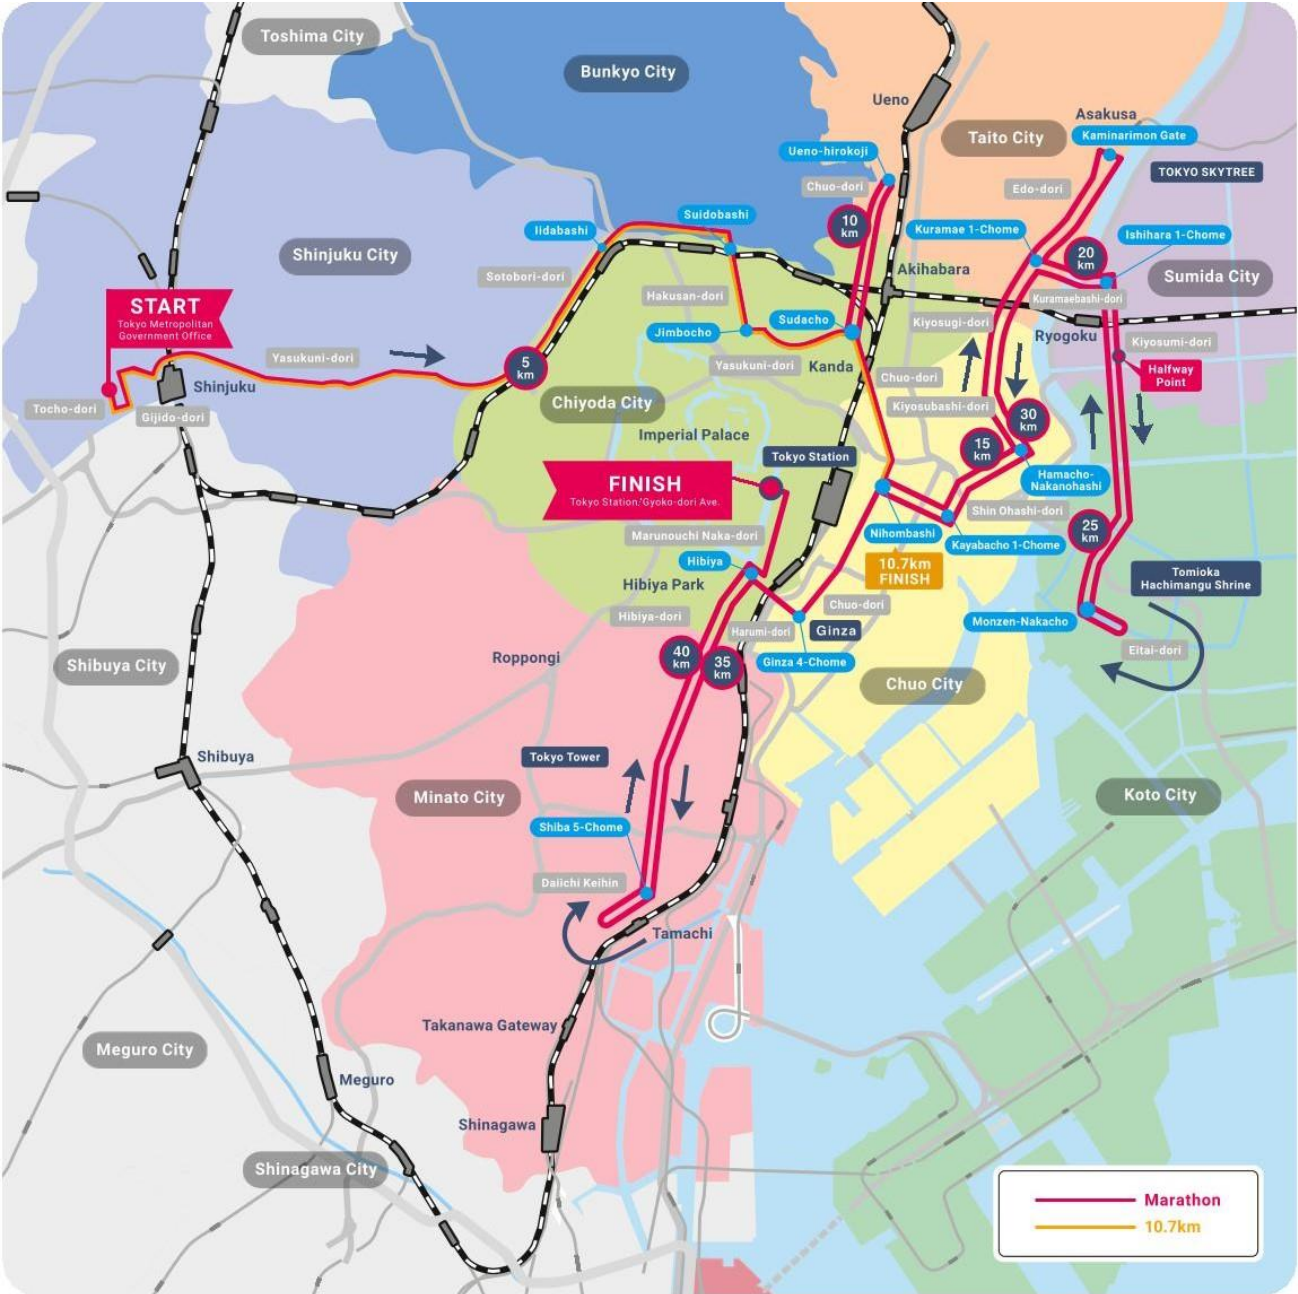 Toshima City
Bunkyo City
Ueno
Asakusa
Kaminarimon Gate
Taito City
Ueno-hirokoji
TOKYO SKYTREE
Chuo-dori
Edo-dori
Suidobashi
10
km
Iidabashi
Kuramae 1-Chome
Ishihara 1-Chome
Shinjuku City
20
km
Sotobori-dori
Akihabara
Sumida City
START
Tokyo Metropolitan
Government Office
Hakusan-dori
Kuramaebashi-dori
Jimbocho
Sudacho
Kiyosugi-dori
Ryogoku
Kiyosumi-dori
Yasukuni-dori
5
km
Yasukuni-dori
Kanda
Halfway
Point
Shinjuku
Chuo-dori
Tocho-dori
Gijido-dori
Chiyoda City
Kiyosubashi-dori
30
km
Imperial Palace
15
km
Tokyo Station
Hamacho-
Nakanohashi
FINISH
Tokyo Station,'Gyoko-dori Ave.
Shin Ohashi-dori
Marunouchi Naka-dori
Nihombashi
Kayabacho 1-Chome
25
km
Hibiya
10.7km
FINISH
Tomioka
Hachimangu Shrine
Hibiya Park
Hibiya-dori
Chuo-dori
Harumi-dori
Ginza
Monzen-Nakacho
Eitai-dori
Shibuya City
Roppongi
40
km
35
km
Ginza 4-Chome
Chuo City
Shibuya
Tokyo Tower
Minato City
Koto City
Shiba 5-Chome
Daiichi Keihin
Tamachi
Takanawa Gateway
Meguro City
Meguro
Shinagawa
Shinagawa City
Marathon
10.7km